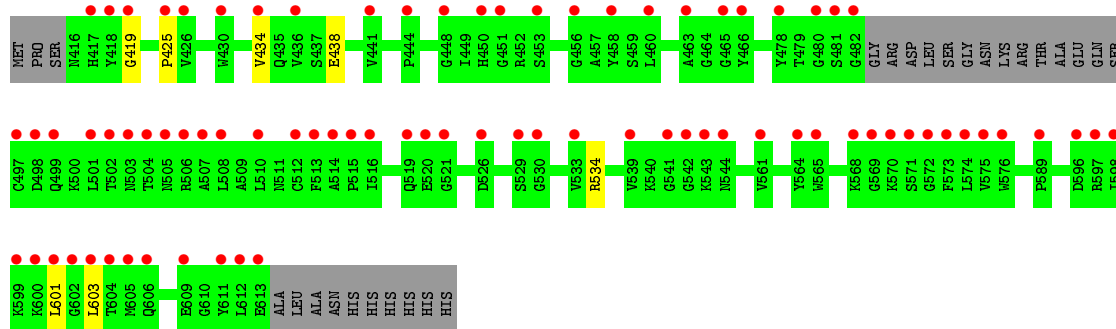 MET PRO SER N416 H417 Y418 G419 P425 V426 W430 V434 Q435 V436 S437 E438 V441 P444 G448 I449 H450 G451 R452 S453 G456 A457 Y458 S459 L460 A463 G464 G465 Y466 Y478 T479 G480 S481 G482 GLY ARG ASP LEU SER GLY ASN LYS ARG THR ALA GLU GLN SER
C497 D498 Q499 K500 L501 T502 N503 T504 N505 R506 A507 L508 A509 L510 N511 C512 F513 A514 P515 I516 Q519 E520 G521 D526 S529 G530 V533 R534 V539 K540 G541 G542 K543 N544 V561 Y564 W565 K568 G569 K570 S571 G572 F573 L574 V575 W576 P589 D596 R597 I598
K599 K600 L601 G602 L603 T604 M605 Q606 E609 G610 Y611 L612 E613 ALA LEU ALA ASN HIS HIS HIS HIS HIS HIS